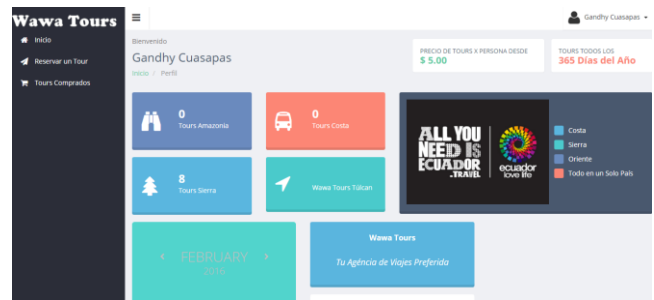 Wawa Tours
Inicio
Reservar un Tour
Tours Comprados
Gandhy Cuasapas
Bienvenido
Gandhy Cuasapas
Inicio / Perfil
PRECIO DE TOURS X PERSONA DESDE
$ 5.00
TOURS TODOS LOS
365 Días del Año
0
Tours Amazonia
0
Tours Costa
8
Tours Sierra
Wawa Tours Túlcan
ALL YOU
NEED IS
ECUADOR
.TRAVEL
ecuador
love life
Costa
Sierra
Oriente
Todo en un Solo País
FEBRUARY
2016
Wawa Tours
Tu Agéncia de Viajes Preferida